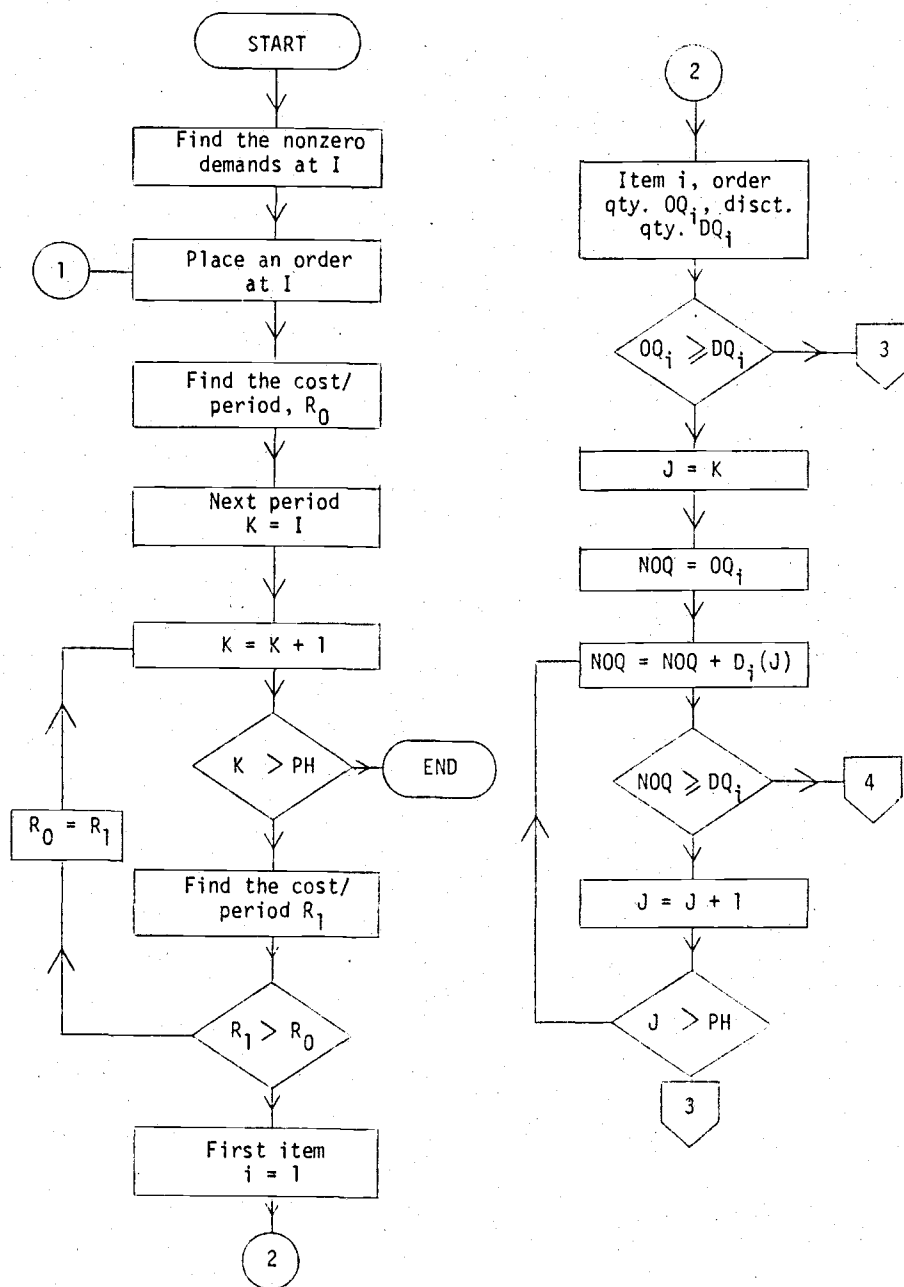 START
Find the nonzero
demands at I
1
Place an order
at I
Find the cost/
period, R₀
Next period
K = I
K = K + 1
K > PH
END
R₀ = R₁
Find the cost/
period R₁
R₁ > R₀
First item
i = 1
2
2
Item i, order
qty. OQᵢ, disct.
qty. DQᵢ
OQᵢ ⩾ DQᵢ
3
J = K
NOQ = OQᵢ
NOQ = NOQ + Dᵢ(J)
NOQ ⩾ DQᵢ
4
J = J + 1
J > PH
3